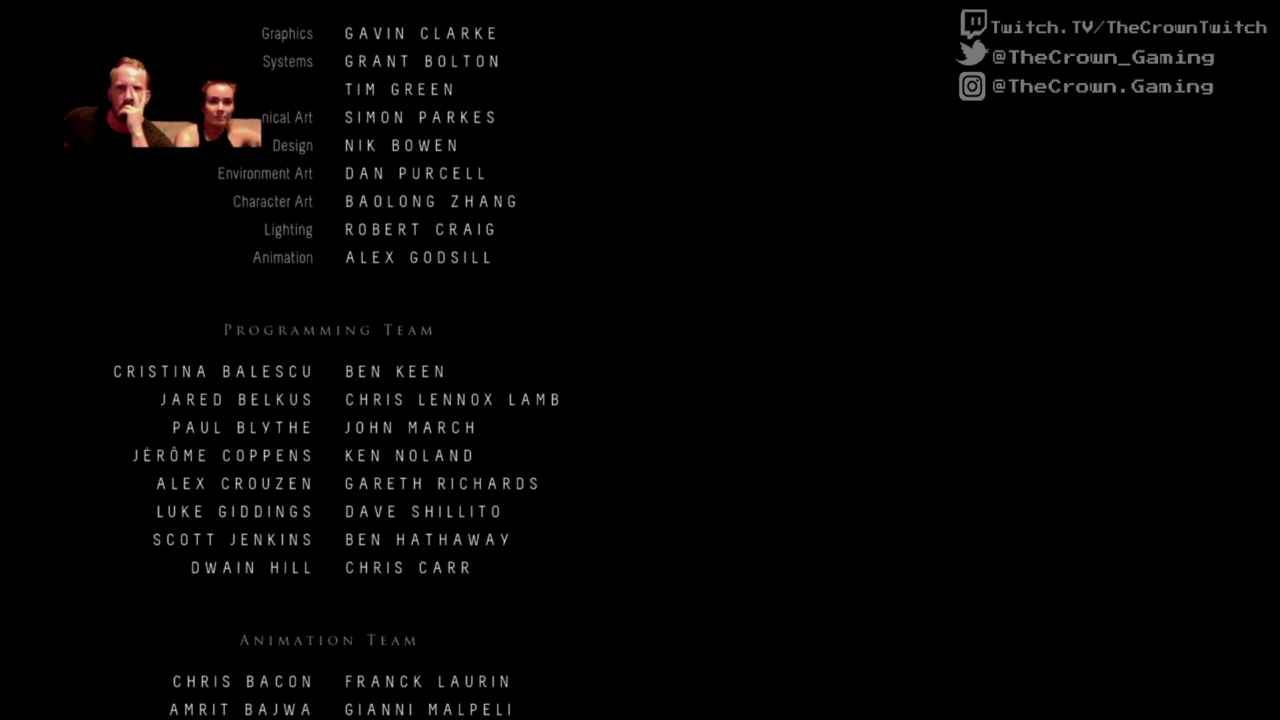 Graphics GAVIN CLARKE
Systems GRANT BOLTON
TIM GREEN
nical Art SIMON PARKES
Design NIK BOWEN
Environment Art DAN PURCELL
Character Art BAOLONG ZHANG
Lighting ROBERT CRAIG
Animation ALEX GODSILL
PROGRAMMING TEAM
CRISTINA BALESCU BEN KEEN
JARED BELKUS CHRIS LENNOX LAMB
PAUL BLYTHE JOHN MARCH
JÉRÔME COPPENS KEN NOLAND
ALEX CROUZEN GARETH RICHARDS
LUKE GIDDINGS DAVE SHILLITO
SCOTT JENKINS BEN HATHAWAY
DWAIN HILL CHRIS CARR
ANIMATION TEAM
CHRIS BACON FRANCK LAURIN
AMRIT BAJWA GIANNI MALPELI
Twitch.TV/TheCrownTwitch
@TheCrown_Gaming
@TheCrown.Gaming